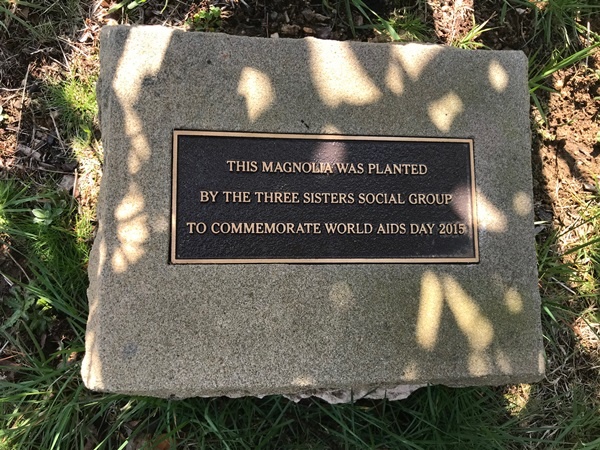 THIS MAGNOLIA WAS PLANTED
BY THE THREE SISTERS SOCIAL GROUP
TO COMMEMORATE WORLD AIDS DAY 2015